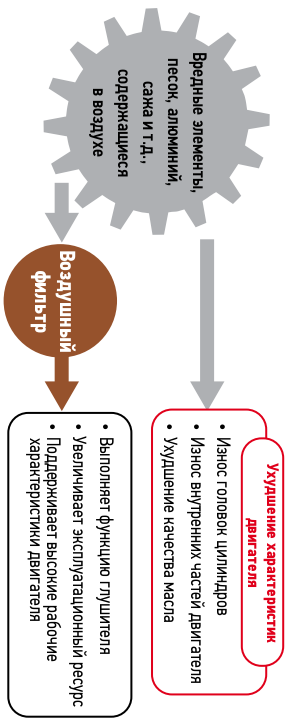 Вредные элементы,
песок, алюминий,
сажа и т.д.,
содержащиеся
в воздухе
Ухудшение характеристик
двигателя
• Износ головок цилиндров
• Износ внутренних частей двигателя
• Ухудшение качества масла
Воздушный
фильтр
• Выполняет функцию глушителя
• Увеличивает эксплуатационный ресурс
• Поддерживает высокие рабочие
характеристики двигателя